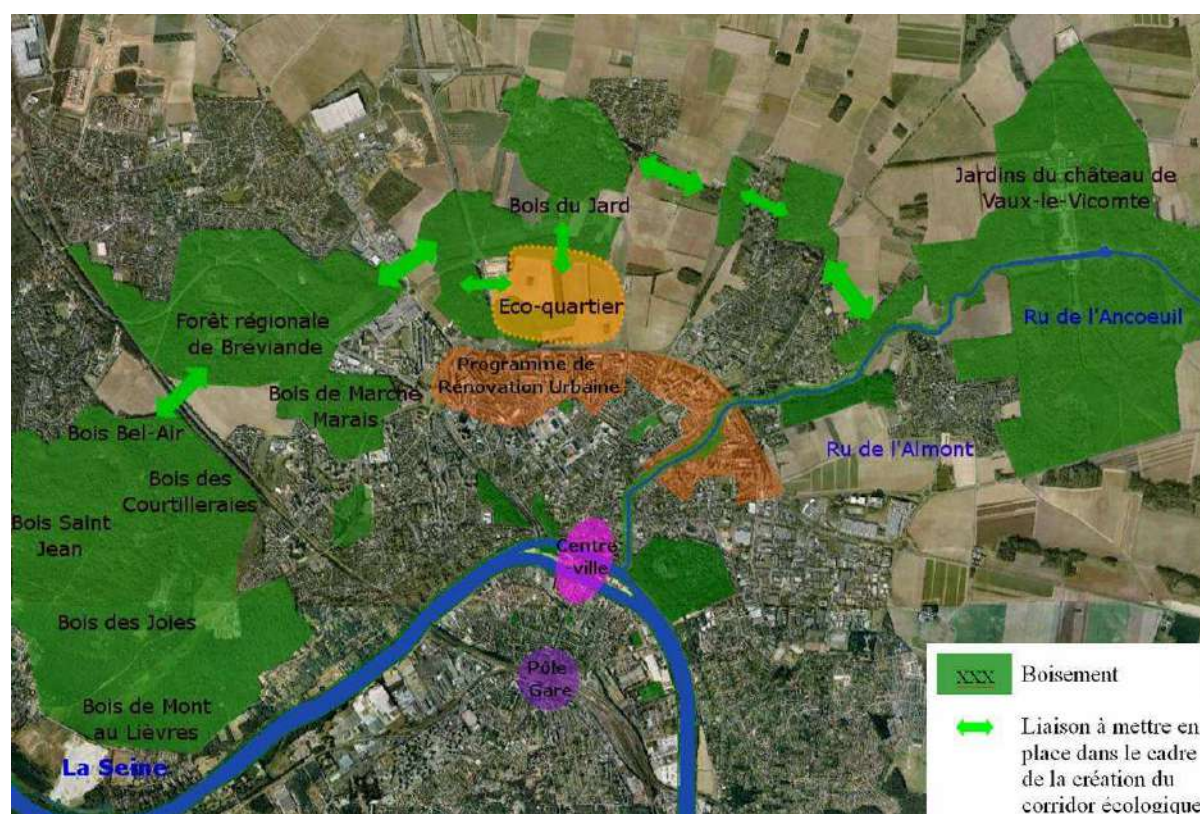 Jardins du château de
Vaux-le-Vicomte
Bois du Jard
Eco-quartier
Forêt régionale
de Bréviande
Ru de l'Ancoeuil
Programme de
Rénovation Urbaine
Bois de Marche
Marais
Bois Bel-Air
Ru de l'Almont
Bois des
Courtilleraies
Bois Saint
Jean
Centre
ville
Bois des Joies
Pôle
Gare
Bois de Mont
au Lièvres
La Seine
xxx
Boisement
Liaison à mettre en
place dans le cadre
de la création du
corridor écologique